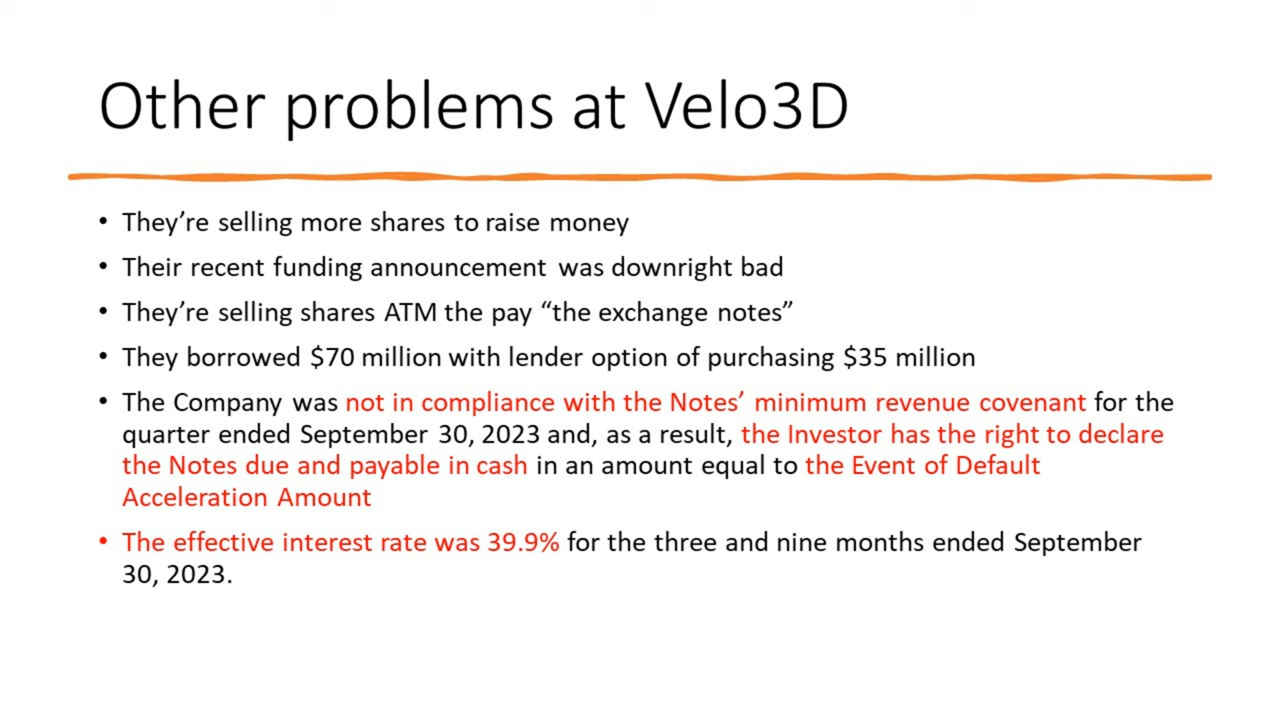 Other problems at Velo3D
• They’re selling more shares to raise money
• Their recent funding announcement was downright bad
• They’re selling shares ATM the pay “the exchange notes”
• They borrowed $70 million with lender option of purchasing $35 million
• The Company was not in compliance with the Notes’ minimum revenue covenant for the
quarter ended September 30, 2023 and, as a result, the Investor has the right to declare
the Notes due and payable in cash in an amount equal to the Event of Default
Acceleration Amount
• The effective interest rate was 39.9% for the three and nine months ended September
30, 2023.